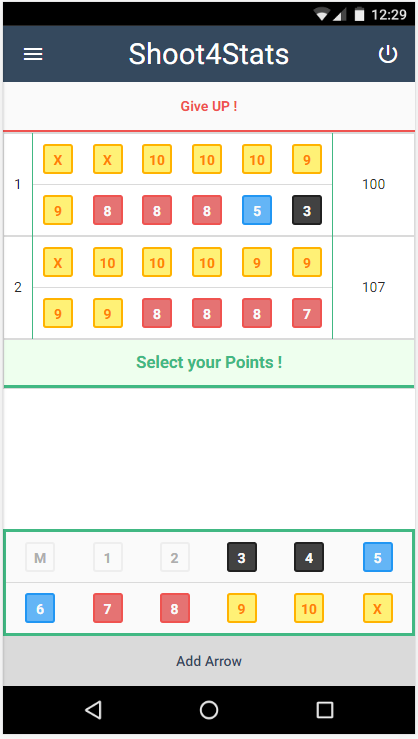 12:29
Shoot4Stats
Give UP !
X X 10 10 10 9
1 100
9 8 8 8 5 3
X 10 10 10 9 9
2 107
9 9 8 8 8 7
Select your Points !
M 1 2 3 4 5
6 7 8 9 10 X
Add Arrow